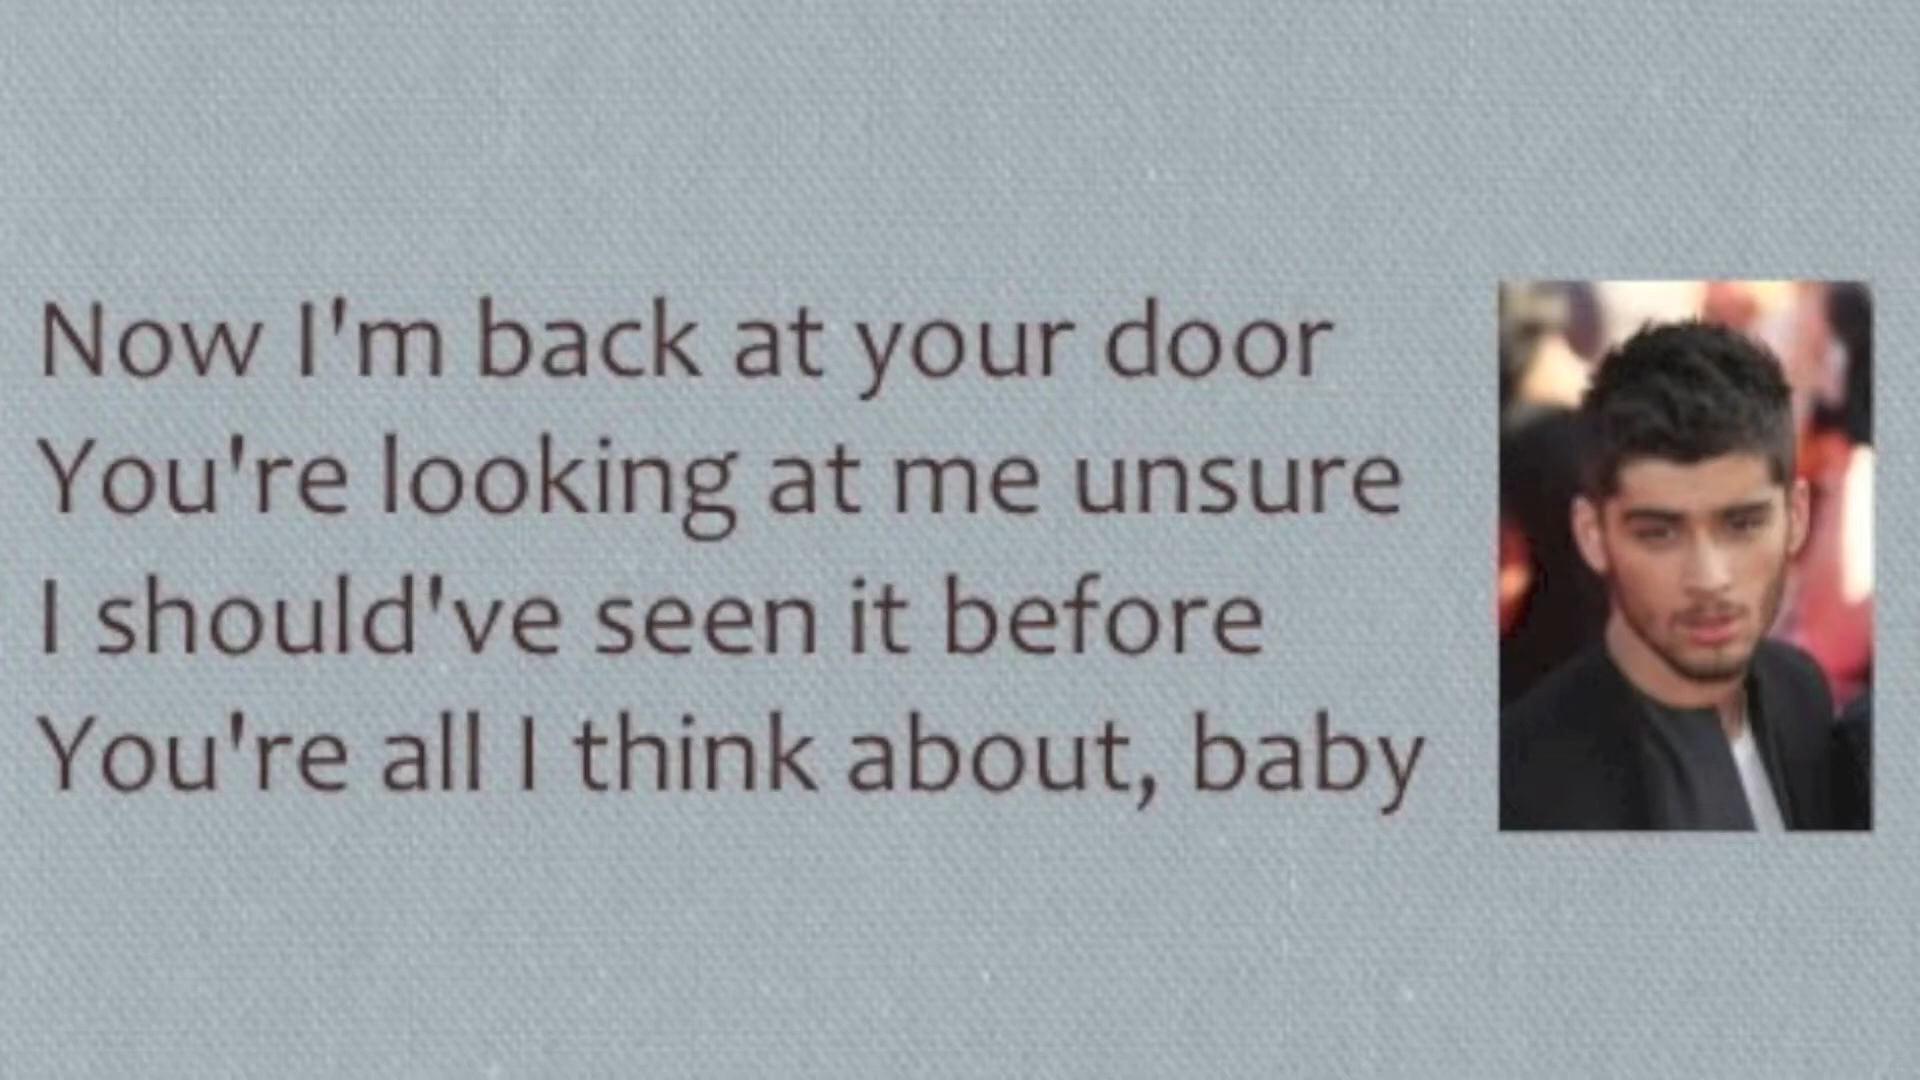 Now I'm back at your door
You're looking at me unsure
I should've seen it before
You're all I think about, baby